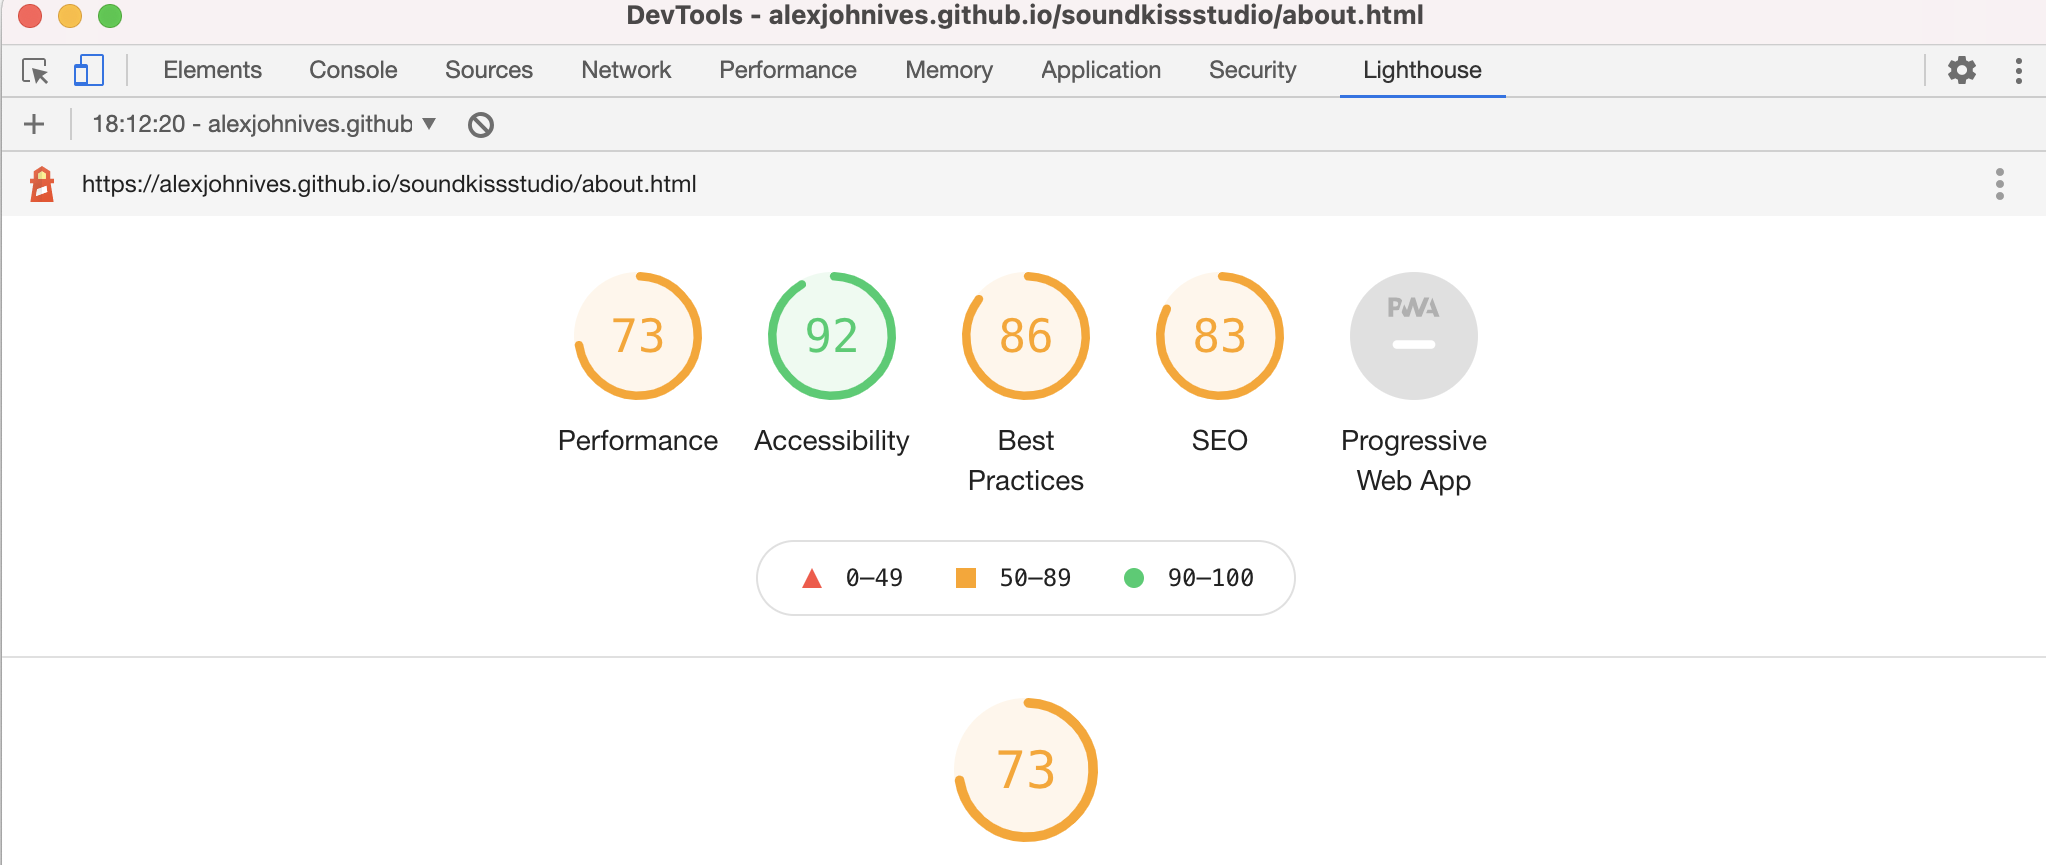 DevTools - alexjohnives.github.io/soundkissstudio/about.html
Elements Console Sources Network Performance Memory Application Security Lighthouse
18:12:20 - alexjohnives.github
https://alexjohnives.github.io/soundkissstudio/about.html
73 92 86 83 PWA
Performance Accessibility Best Practices SEO Progressive Web App
0–49 50–89 90–100
73